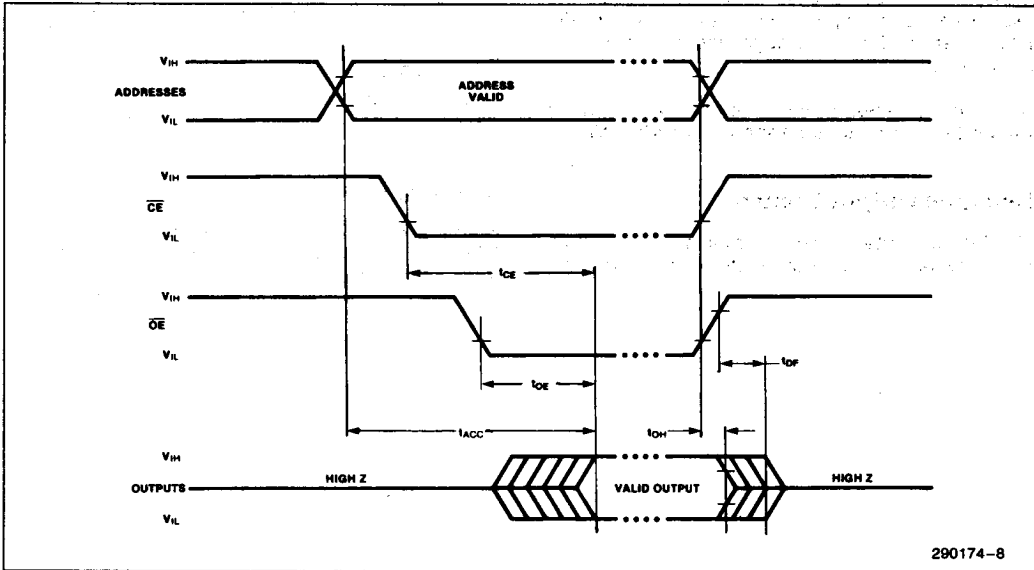 VIH
ADDRESSES
ADDRESS
VALID
VIL
VIH
CE
VIL
tCE
VIH
OE
VIL
tDF
tOE
tACC
tOH
VIH
OUTPUTS
HIGH Z
VALID OUTPUT
HIGH Z
VIL
290174-8